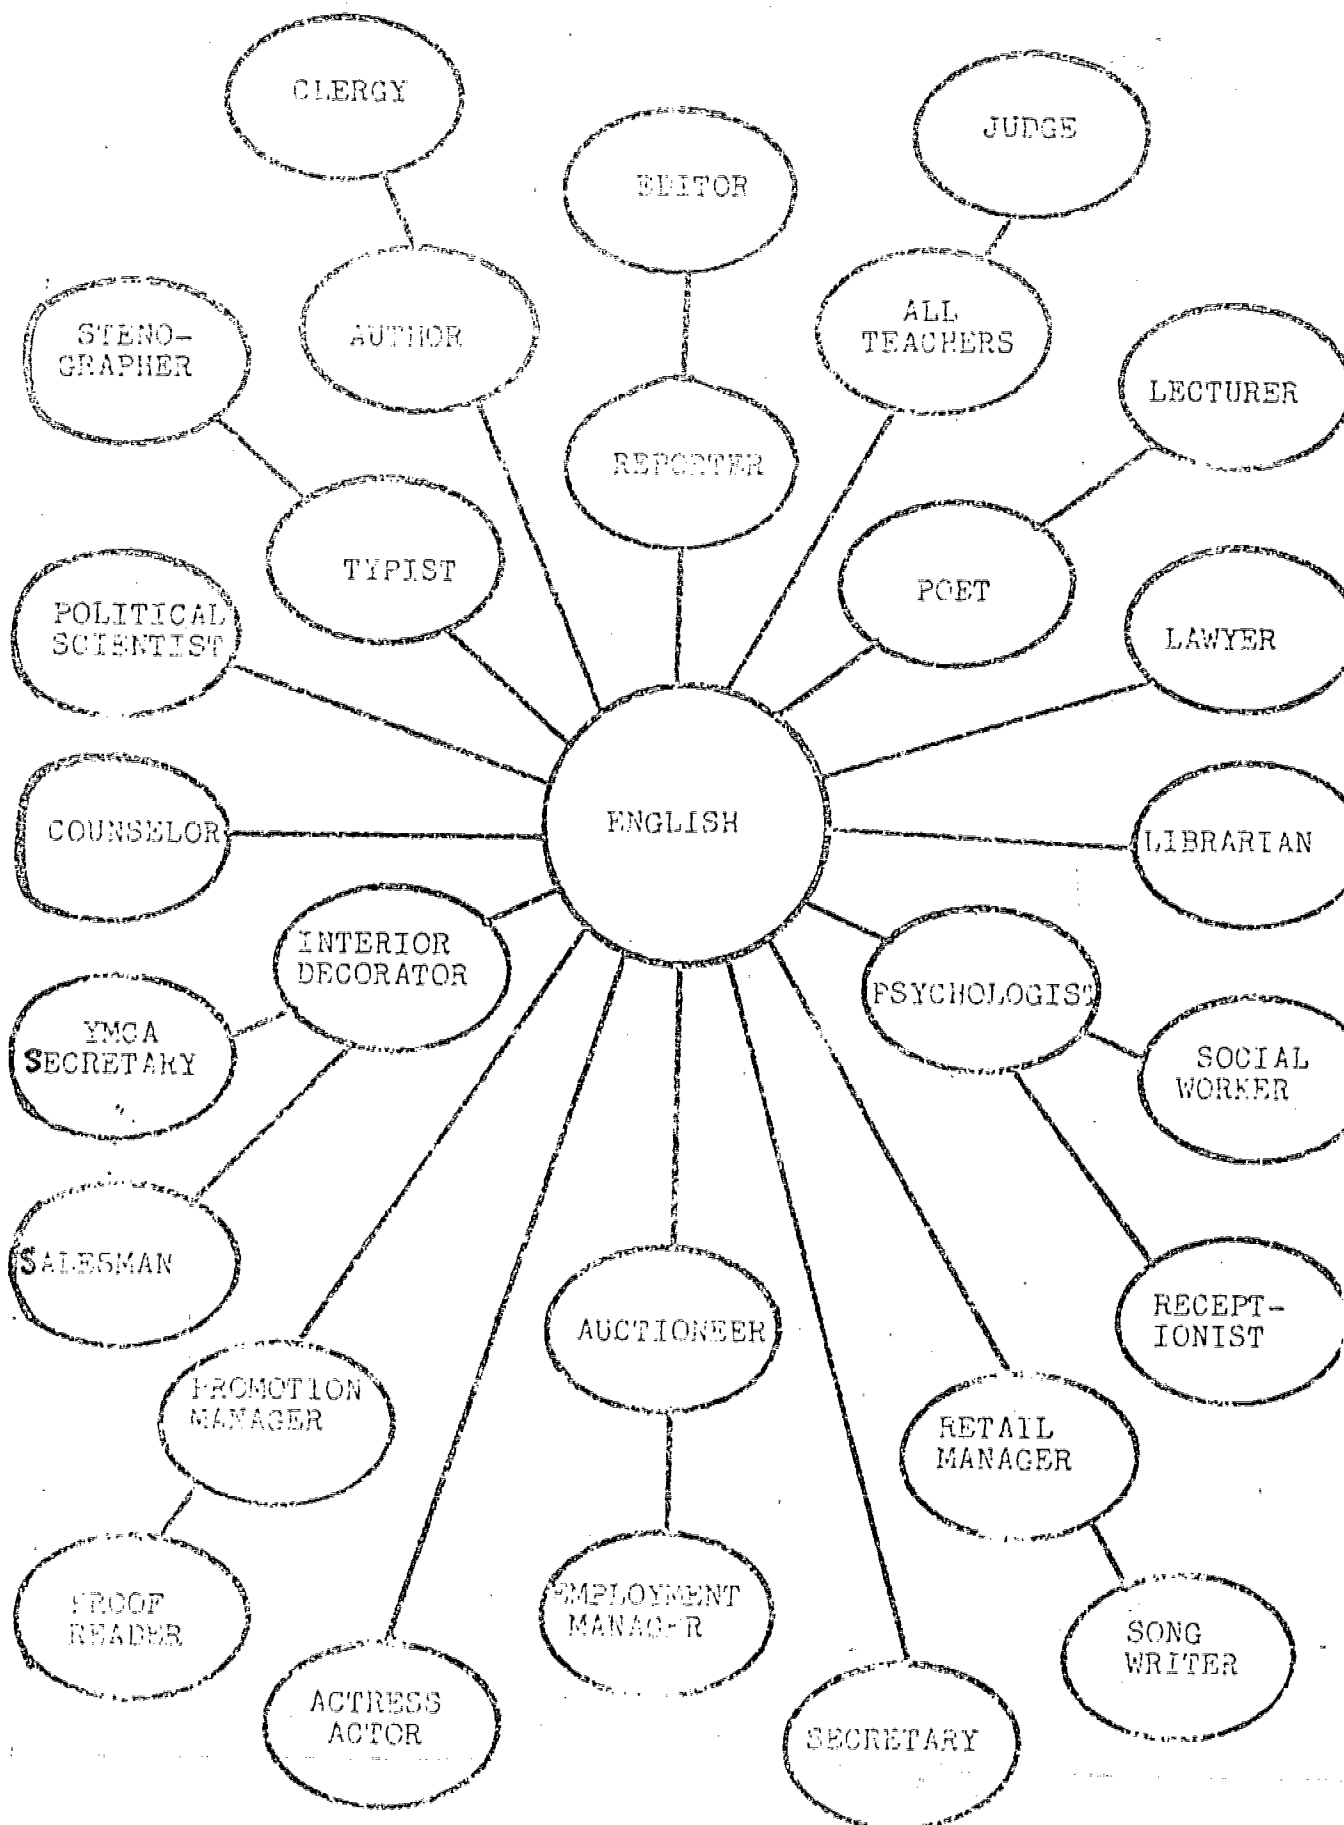 CLERGY
JUDGE
EDITOR
STENO-
GRAPHER
AUTHOR
ALL
TEACHERS
LECTURER
REPORTER
TYPIST
POET
POLITICAL
SCIENTIST
LAWYER
COUNSELOR
ENGLISH
LIBRARIAN
INTERIOR
DECORATOR
PSYCHOLOGIST
YMCA
SECRETARY
SOCIAL
WORKER
SALESMAN
AUCTIONEER
RECEPT-
IONIST
PROMOTION
MANAGER
RETAIL
MANAGER
PROOF
READER
EMPLOYMENT
MANAGER
SONG
WRITER
ACTRESS
ACTOR
SECRETARY